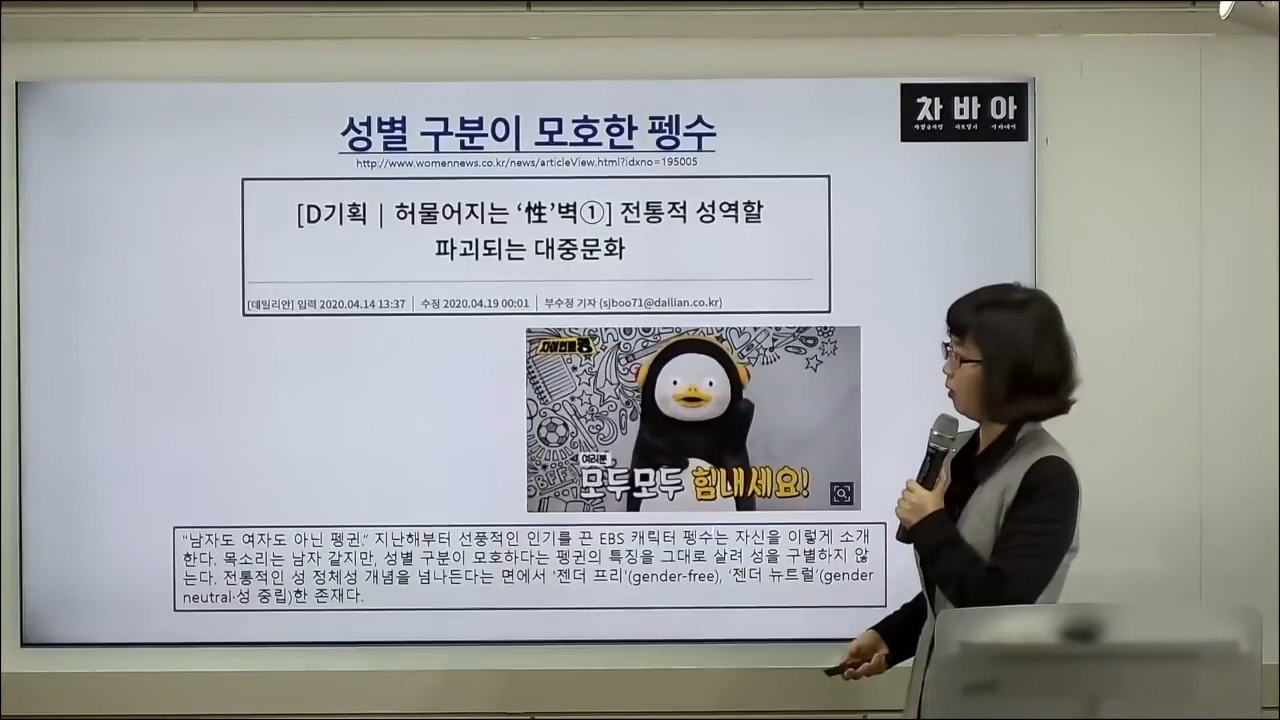 성별 구분이 모호한 펭수
http://www.womennews.co.kr/news/articleView.html?idxno=195005
차 바 아
[D기획 | 허물어지는 ‘性’벽①] 전통적 성역할
파괴되는 대중문화
[데일리안] 입력 2020.04.14 13:37 | 수정 2020.04.19 00:01 | 부수정 기자 (sjboo71@dailian.co.kr)
자이언트
여러분
모두모두 힘내세요!
BFF
"남자도 여자도 아닌 펭귄." 지난해부터 선풍적인 인기를 끈 EBS 캐릭터 펭수는 자신을 이렇게 소개
한다. 목소리는 남자 같지만, 성별 구분이 모호하다는 펭귄의 특징을 그대로 살려 성을 구별하지 않
는다. 전통적인 성 정체성 개념을 넘나든다는 면에서 '젠더 프리'(gender-free), '젠더 뉴트럴'(gender
neutral·성 중립)한 존재다.